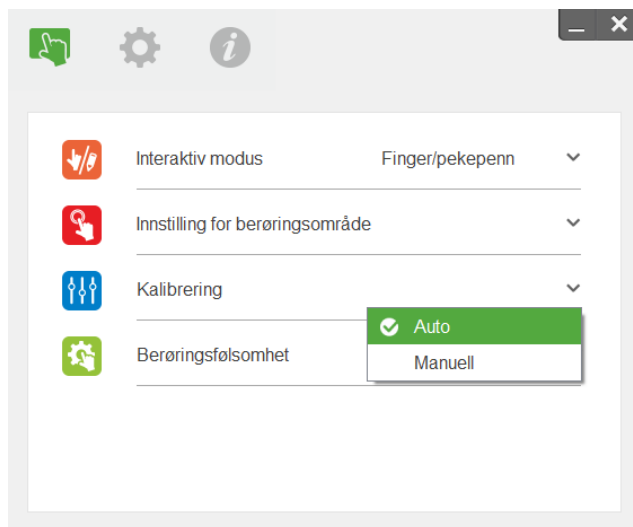 Interaktiv modus Finger/pekepenn
Innstilling for berøringsområde
Kalibrering
Auto
Berøringsfølsomhet
Manuell